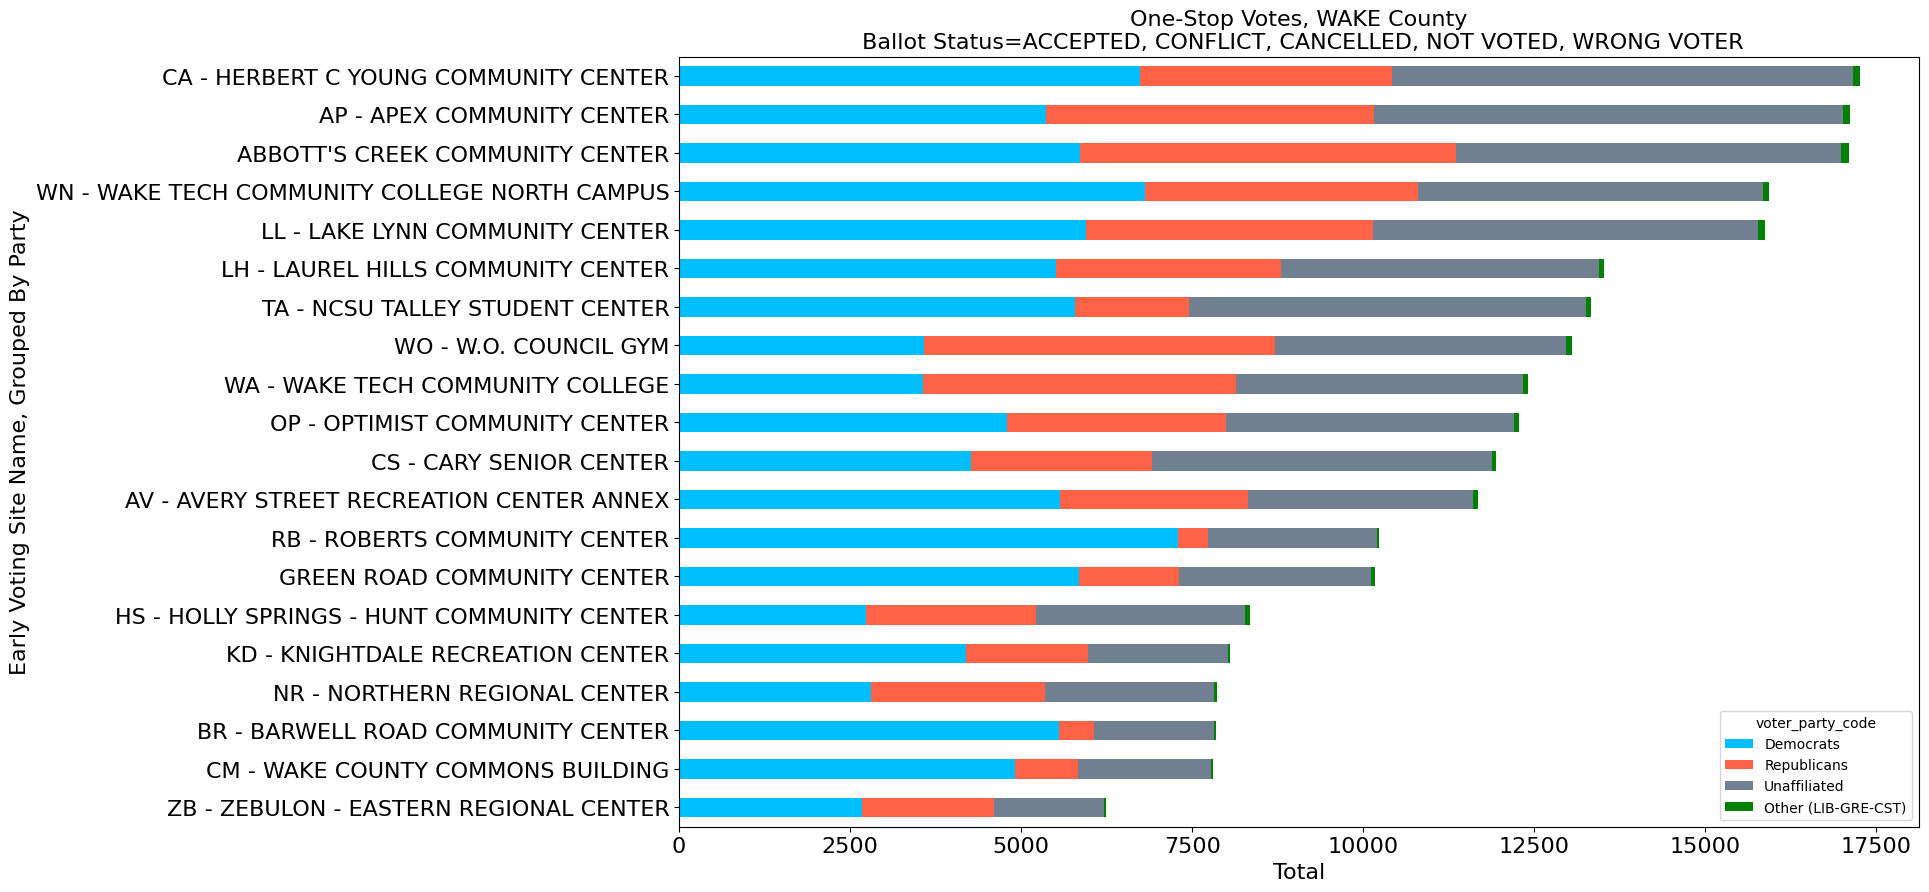 One-Stop Votes, WAKE County
Ballot Status=ACCEPTED, CONFLICT, CANCELLED, NOT VOTED, WRONG VOTER
Early Voting Site Name, Grouped By Party
CA - HERBERT C YOUNG COMMUNITY CENTER
AP - APEX COMMUNITY CENTER
ABBOTT'S CREEK COMMUNITY CENTER
WN - WAKE TECH COMMUNITY COLLEGE NORTH CAMPUS
LL - LAKE LYNN COMMUNITY CENTER
LH - LAUREL HILLS COMMUNITY CENTER
TA - NCSU TALLEY STUDENT CENTER
WO - W.O. COUNCIL GYM
WA - WAKE TECH COMMUNITY COLLEGE
OP - OPTIMIST COMMUNITY CENTER
CS - CARY SENIOR CENTER
AV - AVERY STREET RECREATION CENTER ANNEX
RB - ROBERTS COMMUNITY CENTER
GREEN ROAD COMMUNITY CENTER
HS - HOLLY SPRINGS - HUNT COMMUNITY CENTER
KD - KNIGHTDALE RECREATION CENTER
NR - NORTHERN REGIONAL CENTER
BR - BARWELL ROAD COMMUNITY CENTER
CM - WAKE COUNTY COMMONS BUILDING
ZB - ZEBULON - EASTERN REGIONAL CENTER
voter_party_code
Democrats
Republicans
Unaffiliated
Other (LIB-GRE-CST)
0 2500 5000 7500 10000 12500 15000 17500
Total